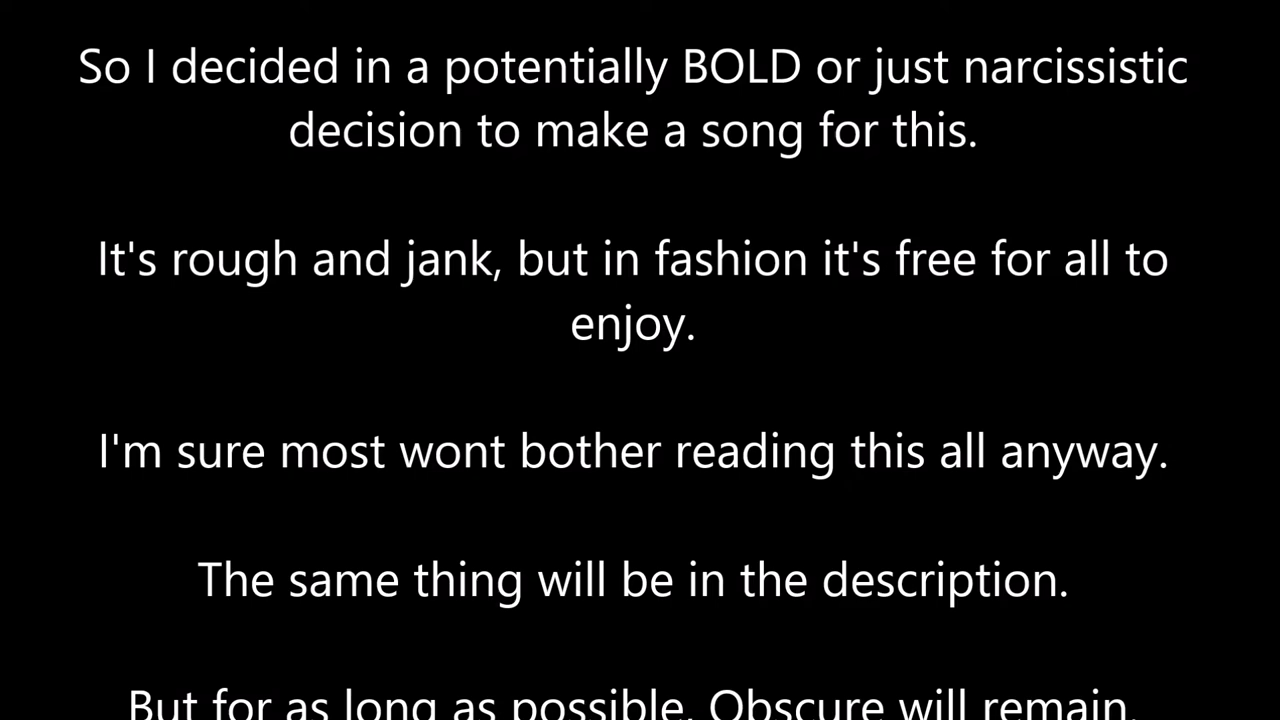 So I decided in a potentially BOLD or just narcissistic
decision to make a song for this.
It's rough and jank, but in fashion it's free for all to
enjoy.
I'm sure most wont bother reading this all anyway.
The same thing will be in the description.
But for as long as possible, Obscure will remain